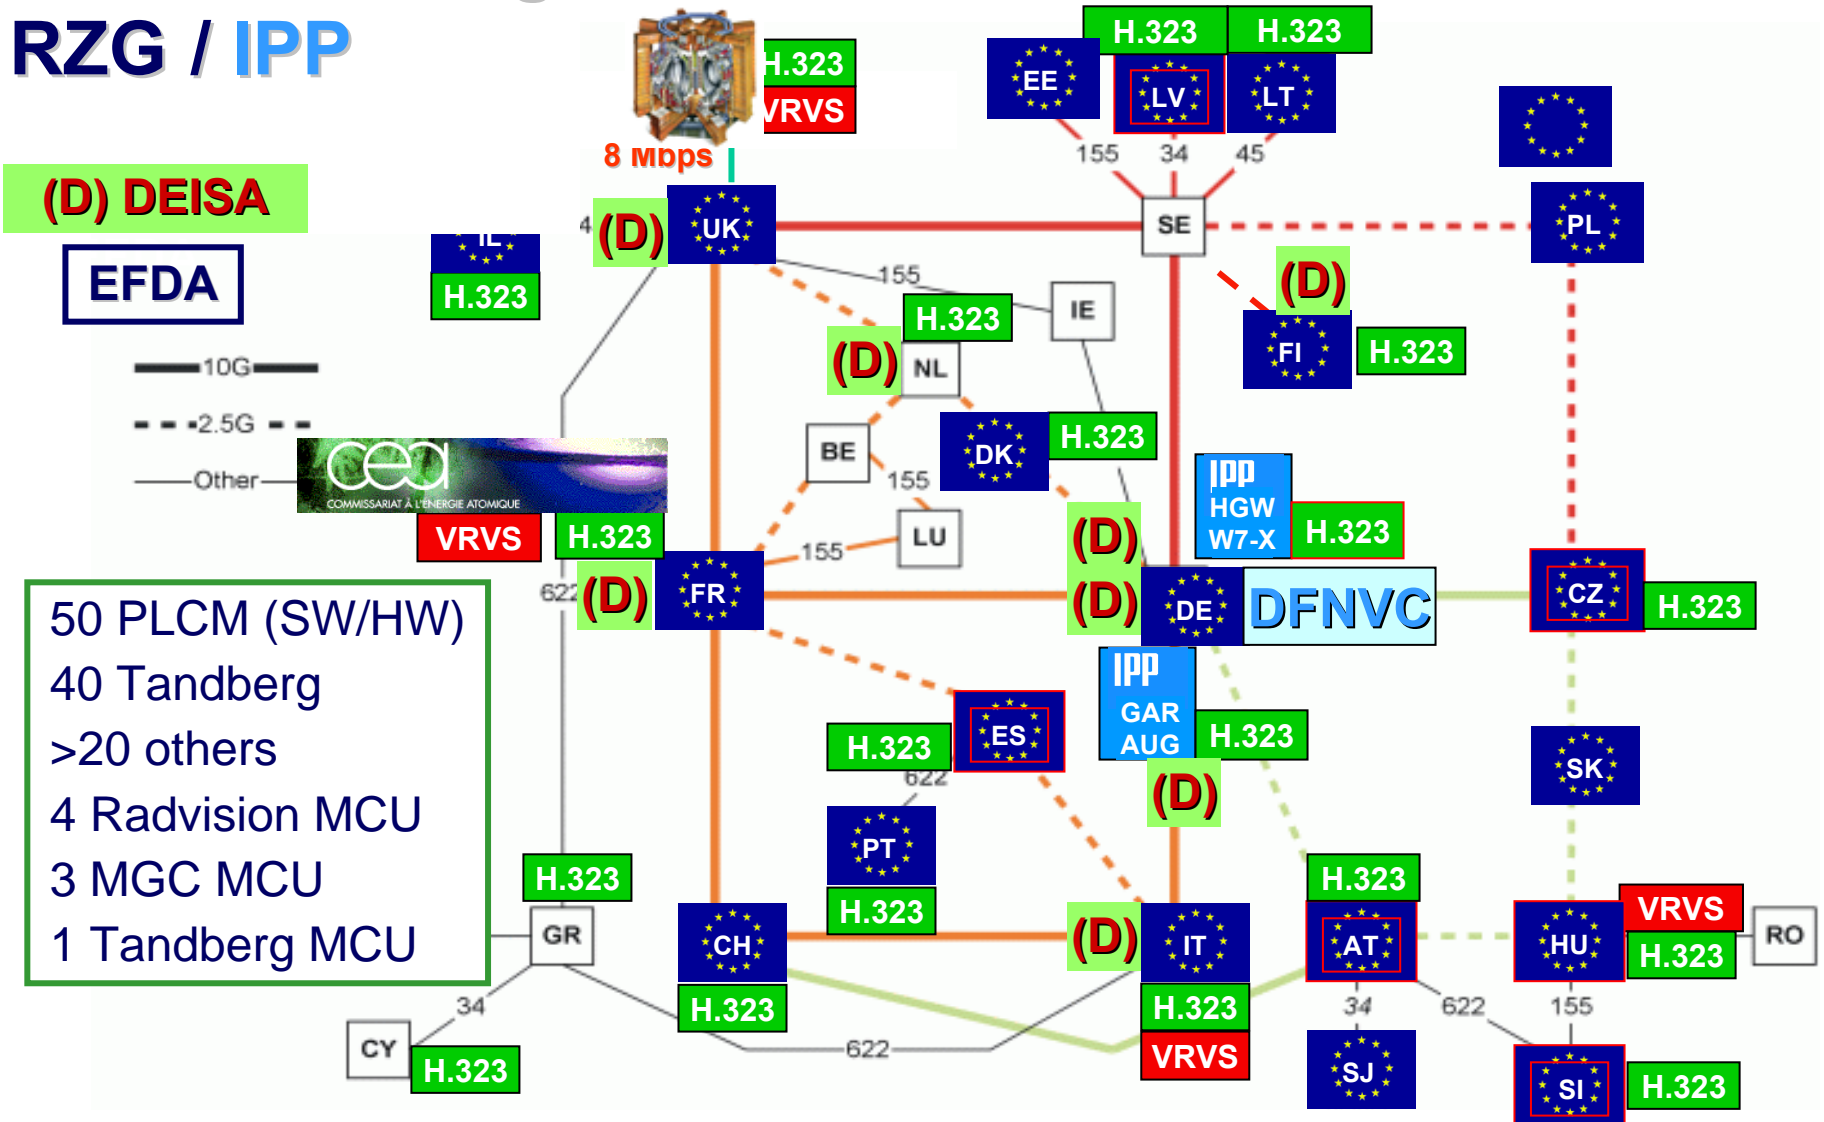 RZG / IPP
H.323
VRVS
8 Mbps
H.323
H.323
EE
LV
LT
155
34
45
(D) DEISA
EFDA
IL
H.323
4
(D)
UK
SE
PL
155
IE
(D)
FI
H.323
H.323
(D)
NL
10G
2.5G
Other
cea
COMMISSARIAT À L'ÉNERGIE ATOMIQUE
VRVS
H.323
BE
155
LU
155
DK
H.323
IPP
HGW
W7-X
H.323
(D)
(D)
DE
DFNVC
CZ
H.323
622
(D)
FR
50 PLCM (SW/HW)
40 Tandberg
>20 others
4 Radvision MCU
3 MGC MCU
1 Tandberg MCU
IPP
GAR
AUG
H.323
(D)
H.323
ES
622
PT
H.323
SK
H.323
GR
CH
H.323
(D)
IT
H.323
VRVS
H.323
AT
VRVS
HU
H.323
RO
34
CY
H.323
622
34
622
155
SJ
SI
H.323